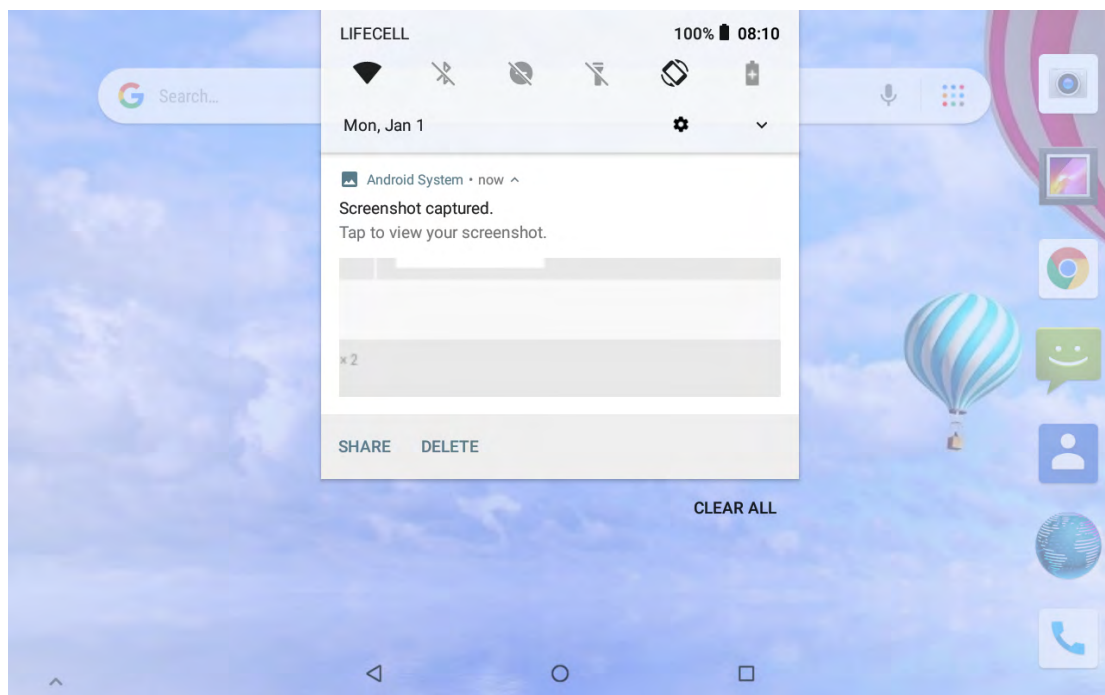 LIFECELL 100% 08:10
G Search...
Mon, Jan 1
Android System • now
Screenshot captured.
Tap to view your screenshot.
× 2
SHARE DELETE
CLEAR ALL